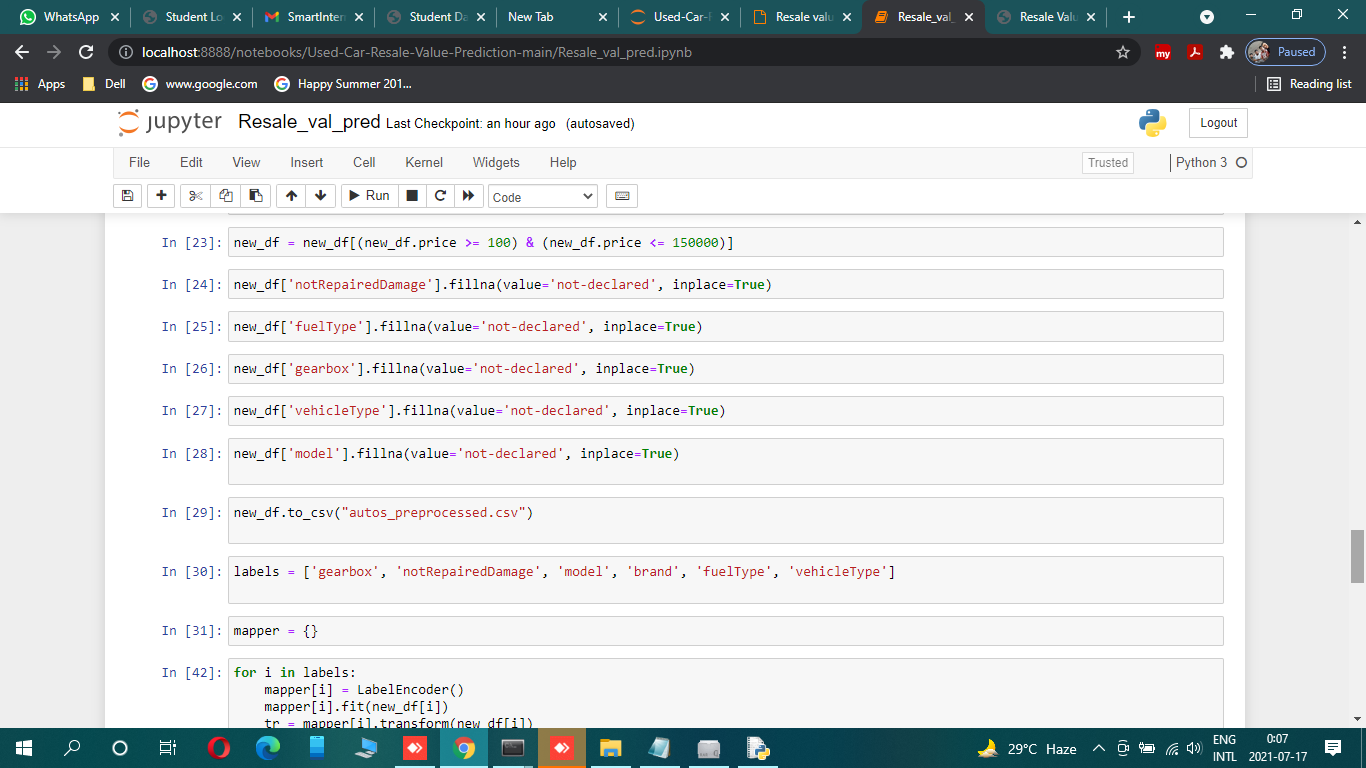 WhatsApp
Student Lo
SmartIntern
Student Da
New Tab
Used-Car-
Resale valu
Resale_val_
Resale Valu
localhost:8888/notebooks/Used-Car-Resale-Value-Prediction-main/Resale_val_pred.ipynb
my
Paused
Apps
Dell
www.google.com
Happy Summer 201...
Reading list
jupyter Resale_val_pred Last Checkpoint: an hour ago (autosaved)
Logout
File Edit View Insert Cell Kernel Widgets Help
Trusted
Python 3
Run
Code
In [23]: new_df = new_df[(new_df.price >= 100) & (new_df.price <= 150000)]
In [24]: new_df['notRepairedDamage'].fillna(value='not-declared', inplace=True)
In [25]: new_df['fuelType'].fillna(value='not-declared', inplace=True)
In [26]: new_df['gearbox'].fillna(value='not-declared', inplace=True)
In [27]: new_df['vehicleType'].fillna(value='not-declared', inplace=True)
In [28]: new_df['model'].fillna(value='not-declared', inplace=True)
In [29]: new_df.to_csv("autos_preprocessed.csv")
In [30]: labels = ['gearbox', 'notRepairedDamage', 'model', 'brand', 'fuelType', 'vehicleType']
In [31]: mapper = {}
In [42]: for i in labels:
mapper[i] = LabelEncoder()
mapper[i].fit(new_df[i])
tr = mapper[i].transform(new_df[i])
29°C Haze
ENG
INTL
0:07
2021-07-17